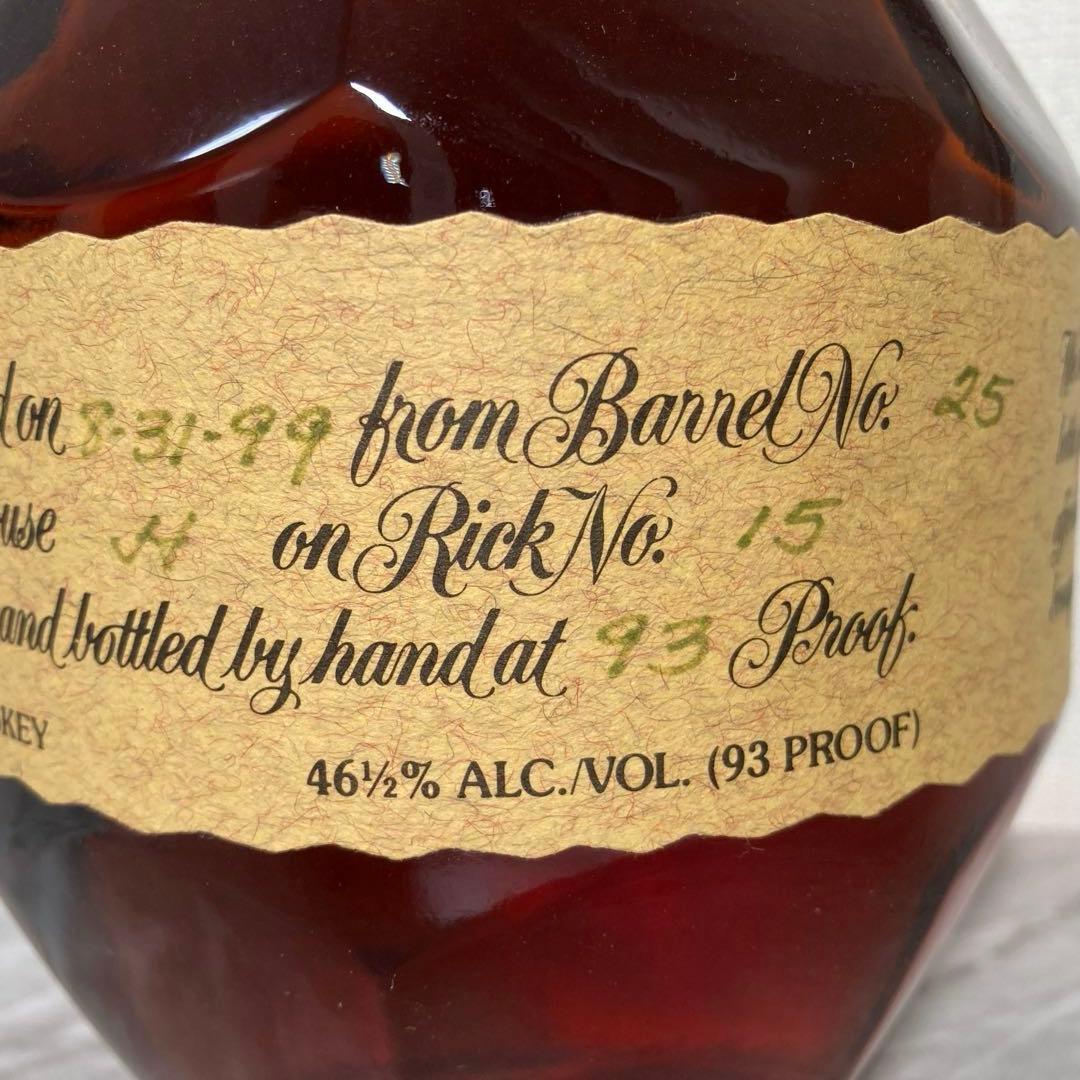 d on 8-31-99 from Barrel No. 25
use H on Rick No. 15
and bottled by hand at 93 Proof.
KEY
46½% ALC./VOL. (93 PROOF)